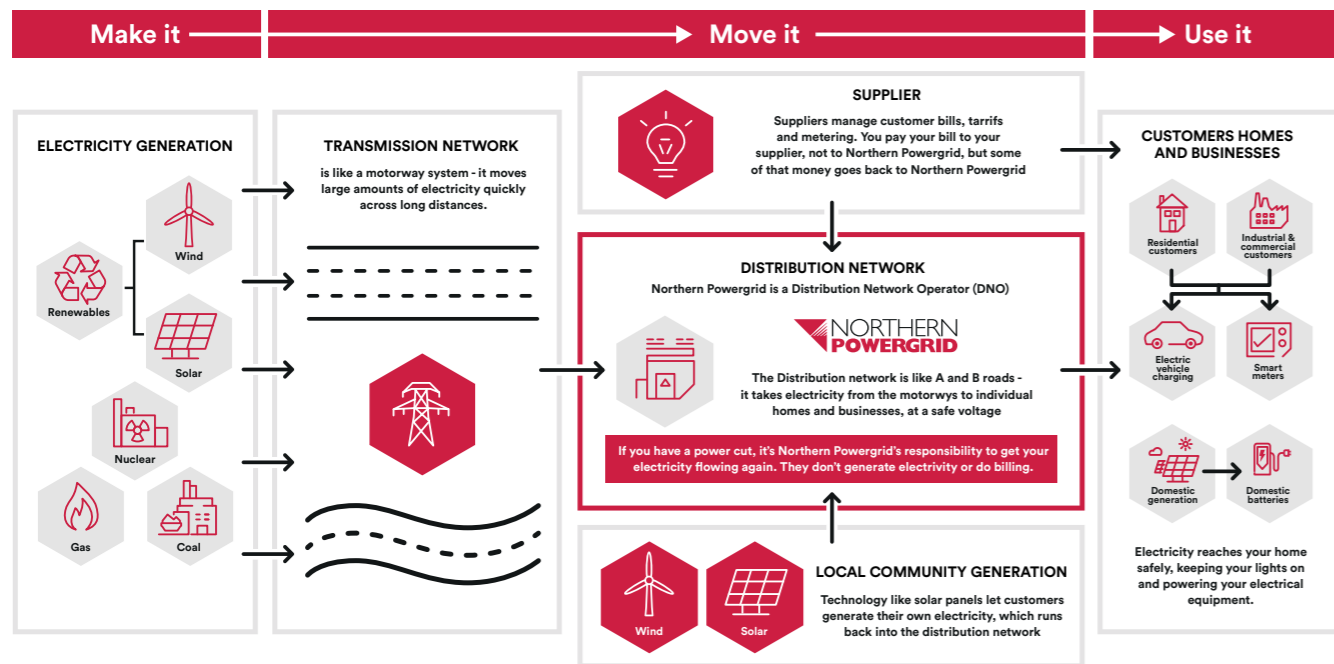 Make it
Move it
Use it
ELECTRICITY GENERATION
Renewables
Wind
Solar
Nuclear
Gas
Coal
TRANSMISSION NETWORK
is like a motorway system - it moves
large amounts of electricity quickly
across long distances.
SUPPLIER
Suppliers manage customer bills, tarrifs
and metering. You pay your bill to your
supplier, not to Northern Powergrid, but some
of that money goes back to Northern Powergrid
DISTRIBUTION NETWORK
Northern Powergrid is a Distribution Network Operator (DNO)
NORTHERN
POWERGRID
The Distribution network is like A and B roads -
it takes electricity from the motorwys to individual
homes and businesses, at a safe voltage
If you have a power cut, it's Northern Powergrid's responsibility to get your
electricity flowing again. They don't generate electrivity or do billing.
LOCAL COMMUNITY GENERATION
Technology like solar panels let customers
generate their own electricity, which runs
back into the distribution network
Wind
Solar
CUSTOMERS HOMES
AND BUSINESSES
Residential
customers
Industrial &
commercial
customers
Electric
vehicle
charging
Smart
meters
Domestic
generation
Domestic
batteries
Electricity reaches your home
safely, keeping your lights on
and powering your electrical
equipment.